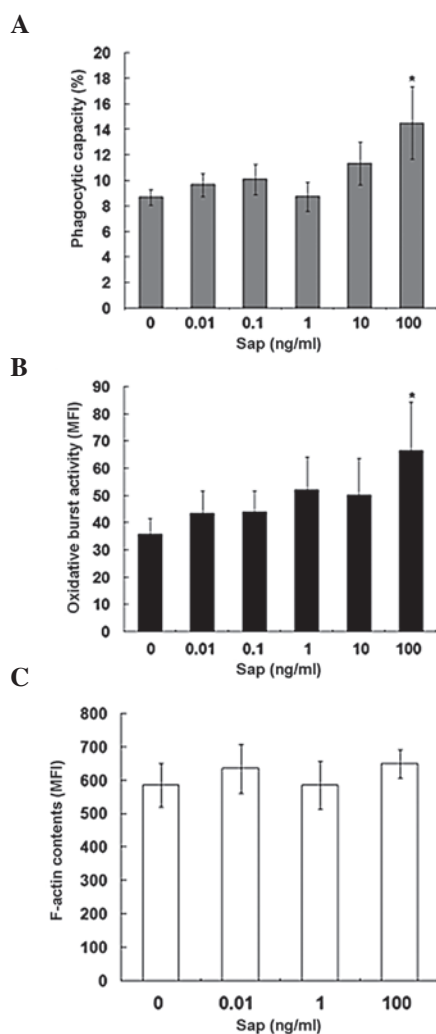 A
Phagocytic capacity (%)
20
18
16
14
12
10
8
6
4
2
0
*
0 0.01 0.1 1 10 100
Sap (ng/ml)
B
Oxidative burst activity (MFI)
90
80
70
60
50
40
30
20
10
0
*
0 0.01 0.1 1 10 100
Sap (ng/ml)
C
F-actin contents (MFI)
800
700
600
500
400
300
200
100
0
0 0.01 1 100
Sap (ng/ml)